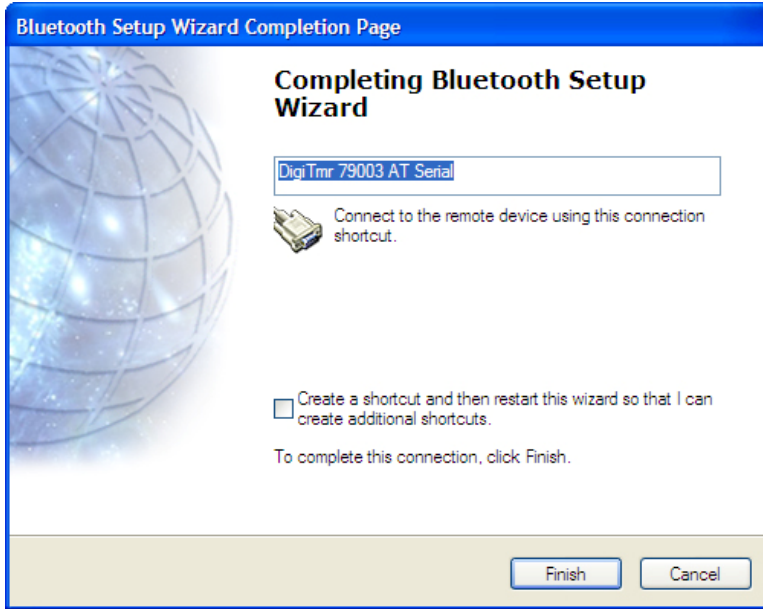 Bluetooth Setup Wizard Completion Page
Completing Bluetooth Setup
Wizard
DigiTmr 79003 AT Serial
Connect to the remote device using this connection
shortcut.
Create a shortcut and then restart this wizard so that I can
create additional shortcuts.
To complete this connection, click Finish.
Finish
Cancel